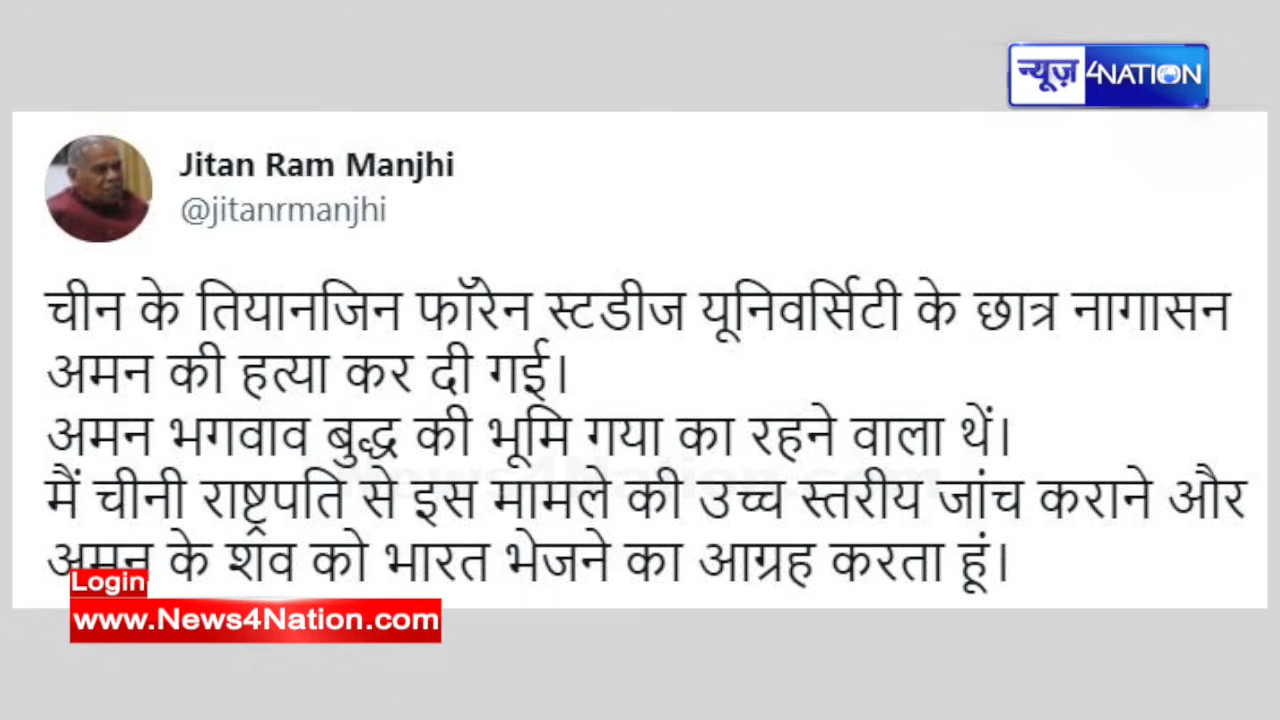 न्यूज़ 4NATION
Jitan Ram Manjhi
@jitanrmanjhi
चीन के तियानजिन फॉरेन स्टडीज यूनिवर्सिटी के छात्र नागासन
अमन की हत्या कर दी गई।
अमन भगवाव बुद्ध की भूमि गया का रहने वाला थें।
मैं चीनी राष्ट्रपति से इस मामले की उच्च स्तरीय जांच कराने और
अमन के शव को भारत भेजने का आग्रह करता हूं।
Login
www.News4Nation.com